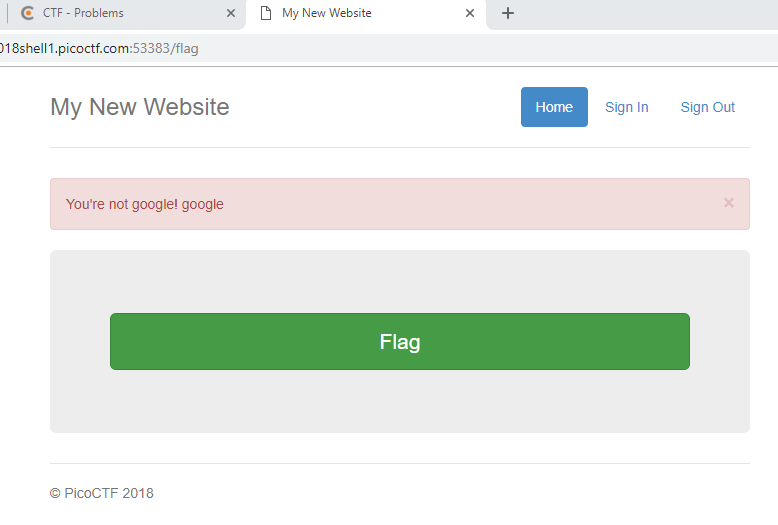 CTF - Problems
My New Website
018shell1.picoctf.com:53383/flag
My New Website
Home
Sign In
Sign Out
You're not google! google
Flag
© PicoCTF 2018